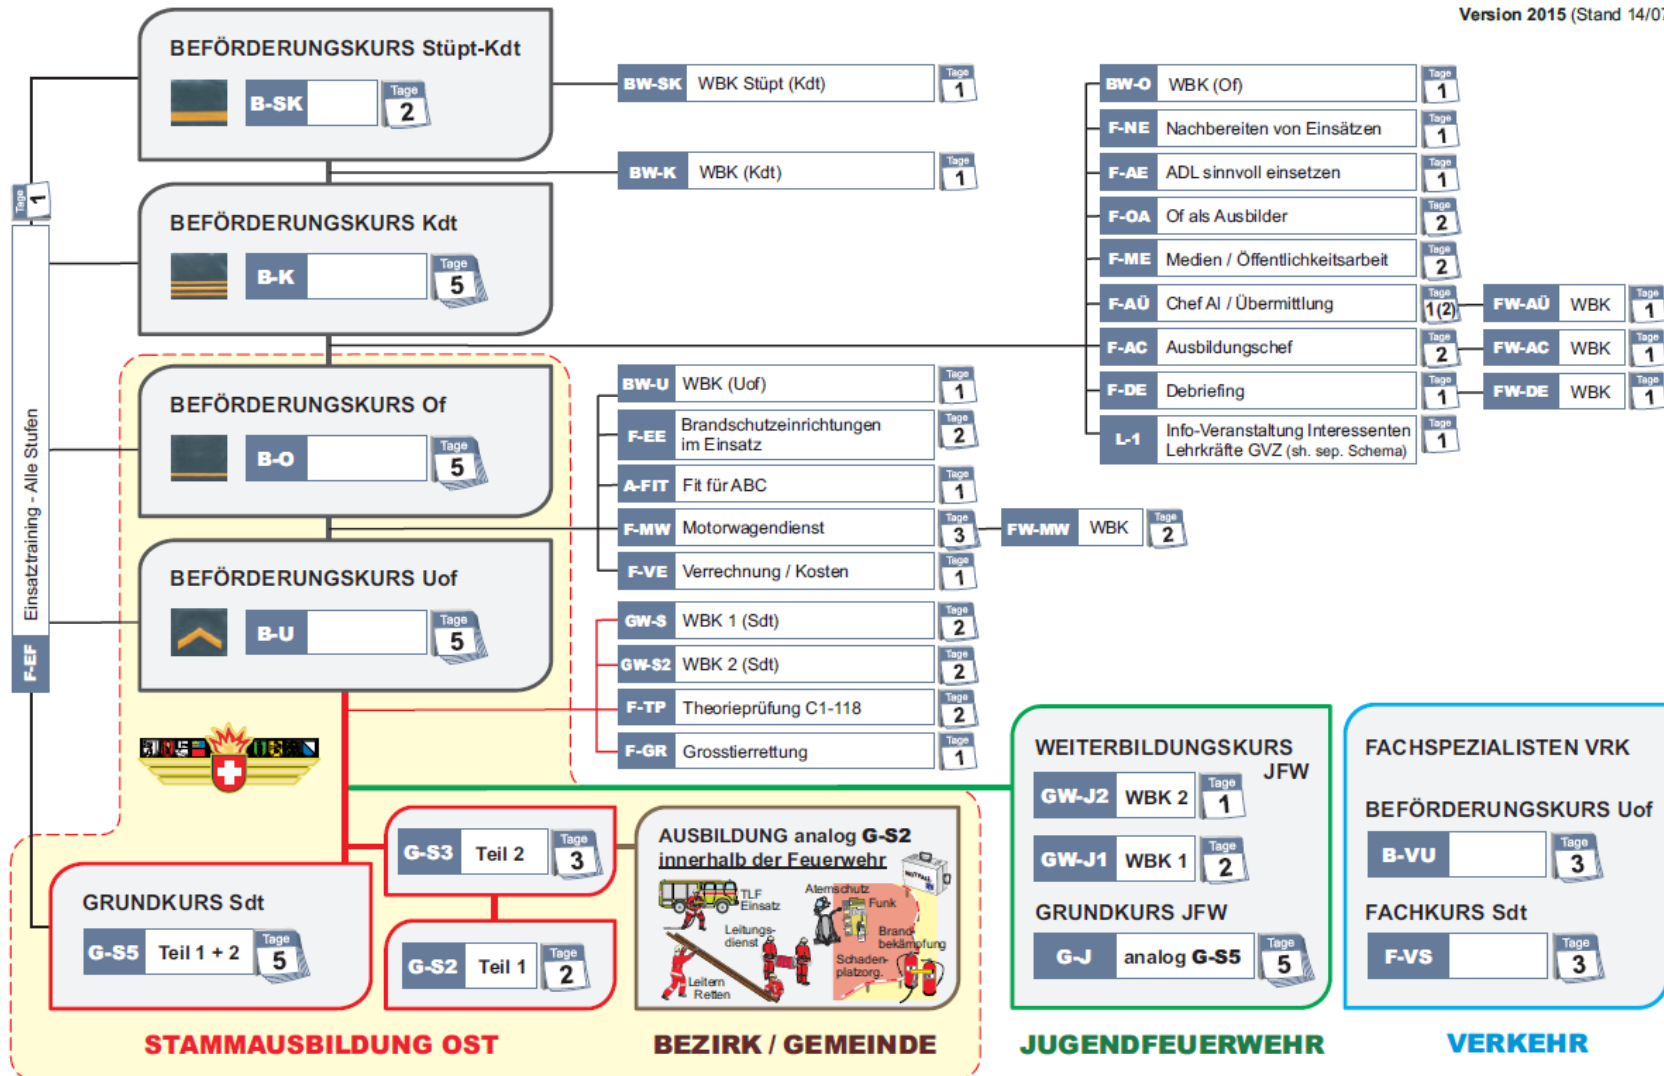 Version 2015 (Stand 14/07
BEFÖRDERUNGSKURS Stüpt-Kdt
B-SK
Tage
2
BW-SK WBK Stüpt (Kdt)
Tage
1
BW-K WBK (Kdt)
Tage
1
BEFÖRDERUNGSKURS Kdt
B-K
Tage
5
Tage
1
Einsatztraining - Alle Stufen
F-EF
BW-O WBK (Of)
Tage
1
F-NE Nachbereiten von Einsätzen
Tage
1
F-AE ADL sinnvoll einsetzen
Tage
1
F-OA Of als Ausbilder
Tage
2
F-ME Medien / Öffentlichkeitsarbeit
Tage
2
F-AÜ Chef AI / Übermittlung
Tage
1(2)
FW-AÜ WBK
Tage
1
F-AC Ausbildungschef
Tage
2
FW-AC WBK
Tage
1
F-DE Debriefing
Tage
1
FW-DE WBK
Tage
1
L-1 Info-Veranstaltung Interessenten
Lehrkräfte GVZ (sh. sep. Schema)
Tage
1
BEFÖRDERUNGSKURS Of
B-O
Tage
5
BW-U WBK (Uof)
Tage
1
F-EE Brandschutzeinrichtungen
im Einsatz
Tage
2
A-FIT Fit für ABC
Tage
1
F-MW Motorwagendienst
Tage
3
FW-MW WBK
Tage
2
F-VE Verrechnung / Kosten
Tage
1
BEFÖRDERUNGSKURS Uof
B-U
Tage
5
GW-S WBK 1 (Sdt)
Tage
2
GW-S2 WBK 2 (Sdt)
Tage
2
F-TP Theorieprüfung C1-118
Tage
2
F-GR Grosstierrettung
Tage
1
GRUNDKURS Sdt
G-S5 Teil 1 + 2
Tage
5
G-S3 Teil 2
Tage
3
G-S2 Teil 1
Tage
2
STAMMAUSBILDUNG OST
AUSBILDUNG analog G-S2
innerhalb der Feuerwehr
NOTFALL
TLF
Einsatz
Atemschutz
Funk
Leitungs-
dienst
Brand-
bekämpfung
Schaden-
platzorg.
Leitern
Retten
BEZIRK / GEMEINDE
WEITERBILDUNGSKURS
JFW
GW-J2 WBK 2
Tage
1
GW-J1 WBK 1
Tage
2
GRUNDKURS JFW
G-J analog G-S5
Tage
5
JUGENDFEUERWEHR
FACHSPEZIALISTEN VRK
BEFÖRDERUNGSKURS Uof
B-VU
Tage
3
FACHKURS Sdt
F-VS
Tage
3
VERKEHR